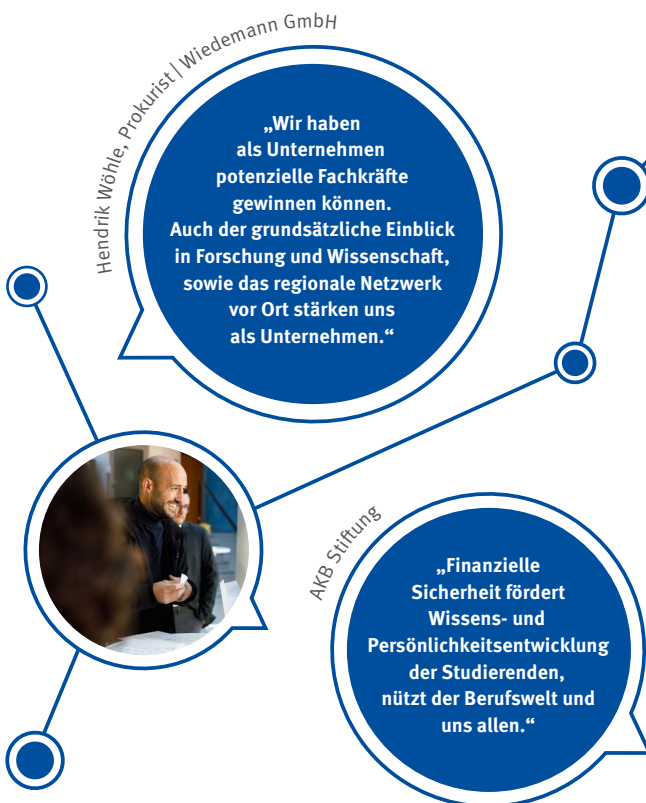 Hendrik Wöhle, Prokurist | Wiedemann GmbH
„Wir haben
als Unternehmen
potenzielle Fachkräfte
gewinnen können.
Auch der grundsätzliche Einblick
in Forschung und Wissenschaft,
sowie das regionale Netzwerk
vor Ort stärken uns
als Unternehmen.“
AKB Stiftung
„Finanzielle
Sicherheit fördert
Wissens- und
Persönlichkeitsentwicklung
der Studierenden,
nützt der Berufswelt und
uns allen.“